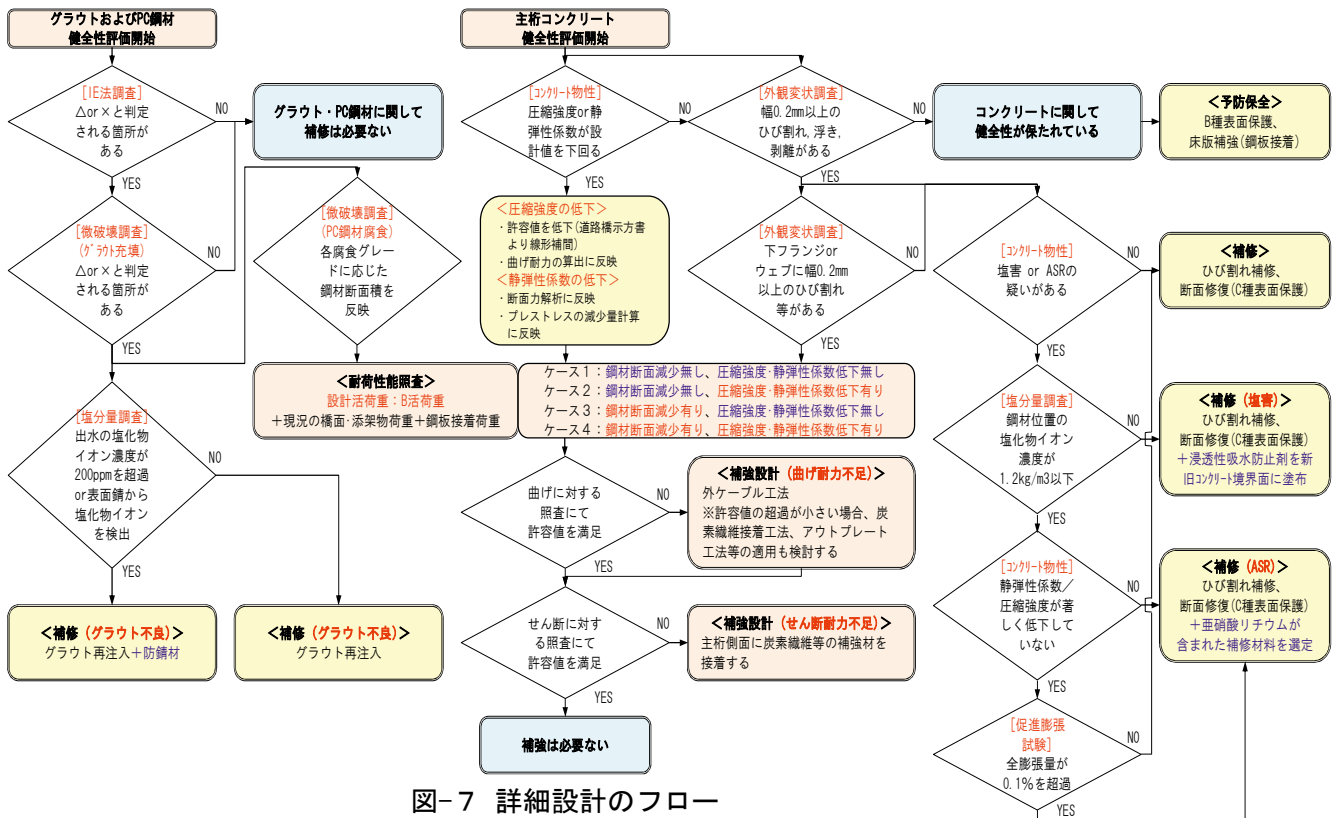 グラウトおよびPC鋼材
健全性評価開始
[IE法調査]
△or×と判定
される箇所が
ある
NO
YES
グラウト・PC鋼材に関して
補修は必要ない
[微破壊調査]
(グラウト充填)
△or×と判定
される箇所が
ある
NO
YES
[微破壊調査]
(PC鋼材腐食)
各腐食グレー
ドに応じた
鋼材断面積を
反映
<耐荷性能照査>
設計活荷重：B活荷重
＋現況の橋面･添架物荷重＋鋼板接着荷重
[塩分量調査]
出水の塩化物
イオン濃度が
200ppmを超過
or表面錆から
塩化物イオン
を検出
NO
YES
<補修(グラウト不良)>
グラウト再注入＋防錆材
<補修(グラウト不良)>
グラウト再注入
主桁コンクリート
健全性評価開始
[コンクリート物性]
圧縮強度or静
弾性係数が設
計値を下回る
NO
YES
[外観変状調査]
幅0.2mm以上の
ひび割れ,浮き,
剥離がある
NO
YES
コンクリートに関して
健全性が保たれている
<予防保全>
B種表面保護、
床版補強(鋼板接着)
<圧縮強度の低下>
・許容値を低下(道路橋示方書
より線形補間)
・曲げ耐力の算出に反映
<静弾性係数の低下>
・断面力解析に反映
・プレストレスの減少量計算
に反映
[外観変状調査]
下フランジor
ウェブに幅0.2mm
以上のひび割れ
等がある
NO
YES
[コンクリート物性]
塩害 or ASRの
疑いがある
NO
YES
<補修>
ひび割れ補修、
断面修復(C種表面保護)
ケース１：鋼材断面減少無し、圧縮強度･静弾性係数低下無し
ケース２：鋼材断面減少無し、圧縮強度･静弾性係数低下有り
ケース３：鋼材断面減少有り、圧縮強度･静弾性係数低下無し
ケース４：鋼材断面減少有り、圧縮強度･静弾性係数低下有り
[塩分量調査]
鋼材位置の
塩化物イオン
濃度が
1.2kg/m3以下
NO
YES
<補修(塩害)>
ひび割れ補修、
断面修復(C種表面保護)
＋浸透性吸水防止剤を新
旧コンクリート境界面に塗布
曲げに対する
照査にて
許容値を満足
NO
YES
<補強設計(曲げ耐力不足)>
外ケーブル工法
※許容値の超過が小さい場合、炭
素繊維接着工法、アウトプレート
工法等の適用も検討する
[コンクリート物性]
静弾性係数／
圧縮強度が著
しく低下して
いない
NO
YES
<補修(ASR)>
ひび割れ補修、
断面修復(C種表面保護)
＋亜硝酸リチウムが
含まれた補修材料を選定
せん断に対す
る照査にて
許容値を満足
NO
YES
<補強設計(せん断耐力不足)>
主桁側面に炭素繊維等の補強材を
接着する
補強は必要ない
[促進膨張
試験]
全膨張量が
0.1%を超過
NO
YES
図-７ 詳細設計のフロー